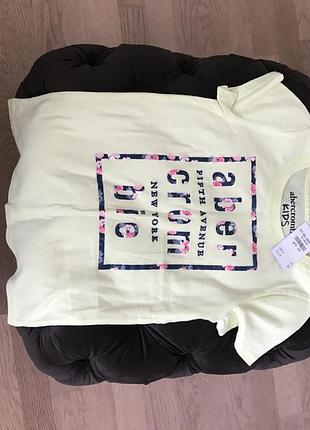 aber
FIFTH AVENUE
crom
NEW YORK
bie
abercrombie
KIDS